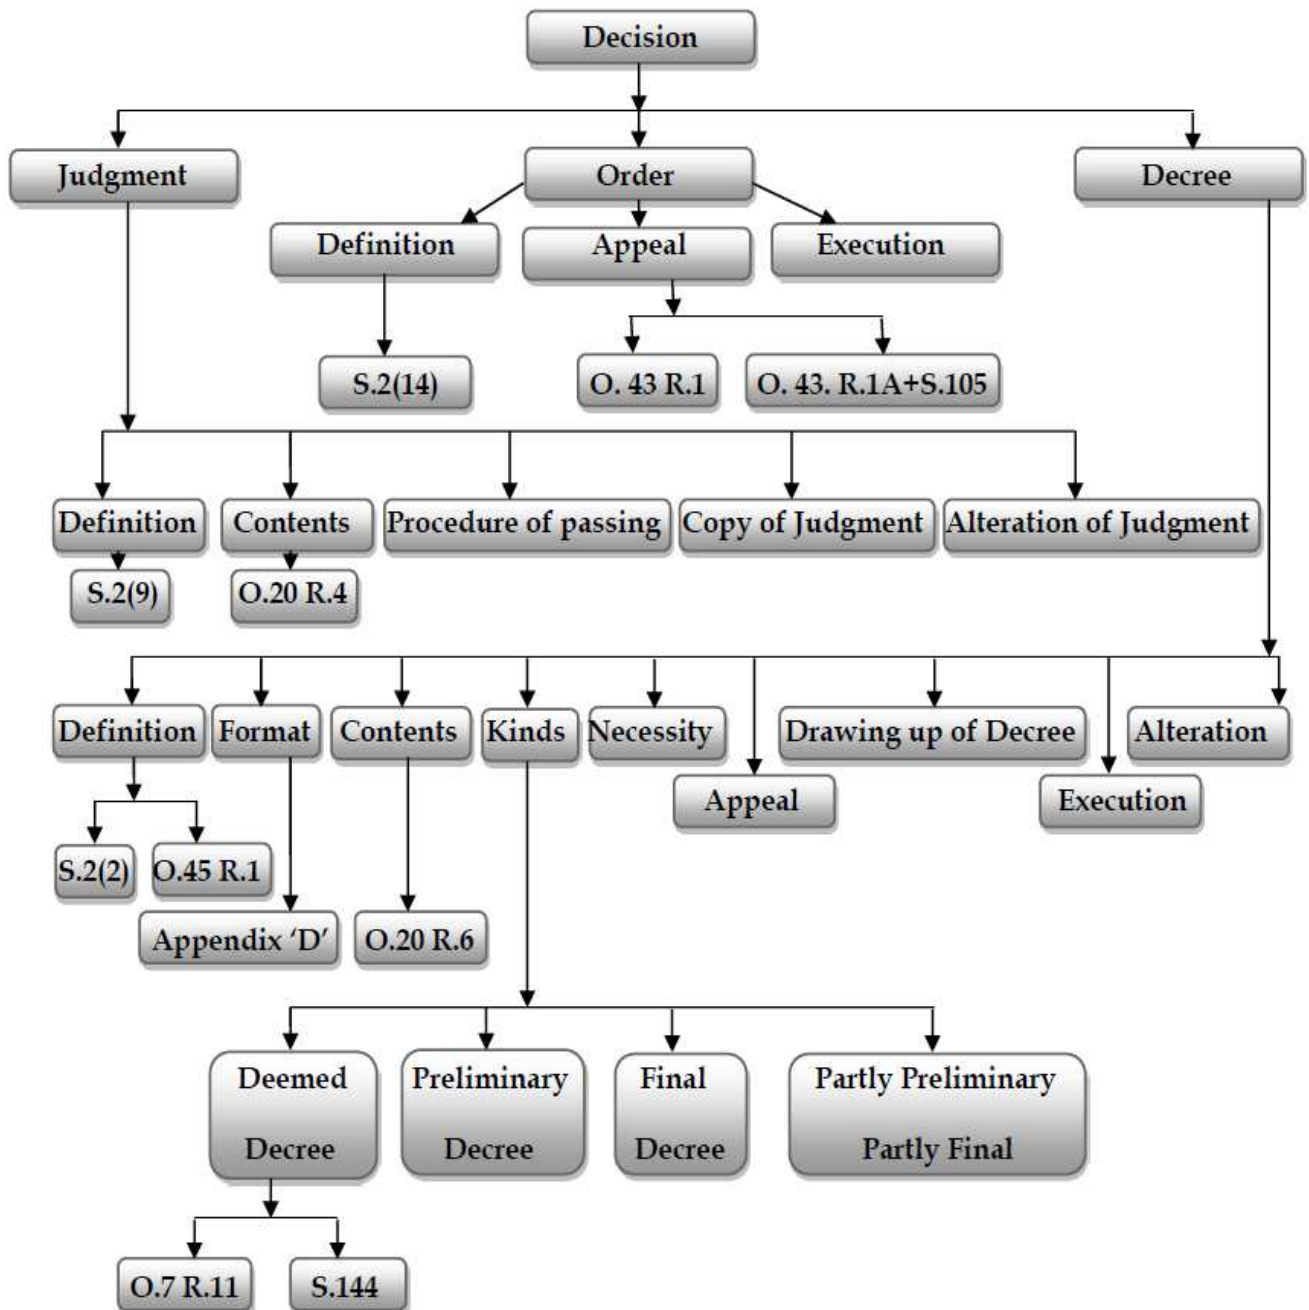 Decision
Judgment
Order
Decree
Definition
Appeal
Execution
S.2(14)
O. 43 R.1
O. 43. R.1A+S.105
Definition
Contents
Procedure of passing
Copy of Judgment
Alteration of Judgment
S.2(9)
O.20 R.4
Definition
Format
Contents
Kinds
Necessity
Drawing up of Decree
Alteration
Appeal
Execution
S.2(2)
O.45 R.1
Appendix ‘D’
O.20 R.6
Deemed
Decree
Preliminary
Decree
Final
Decree
Partly Preliminary
Partly Final
O.7 R.11
S.144